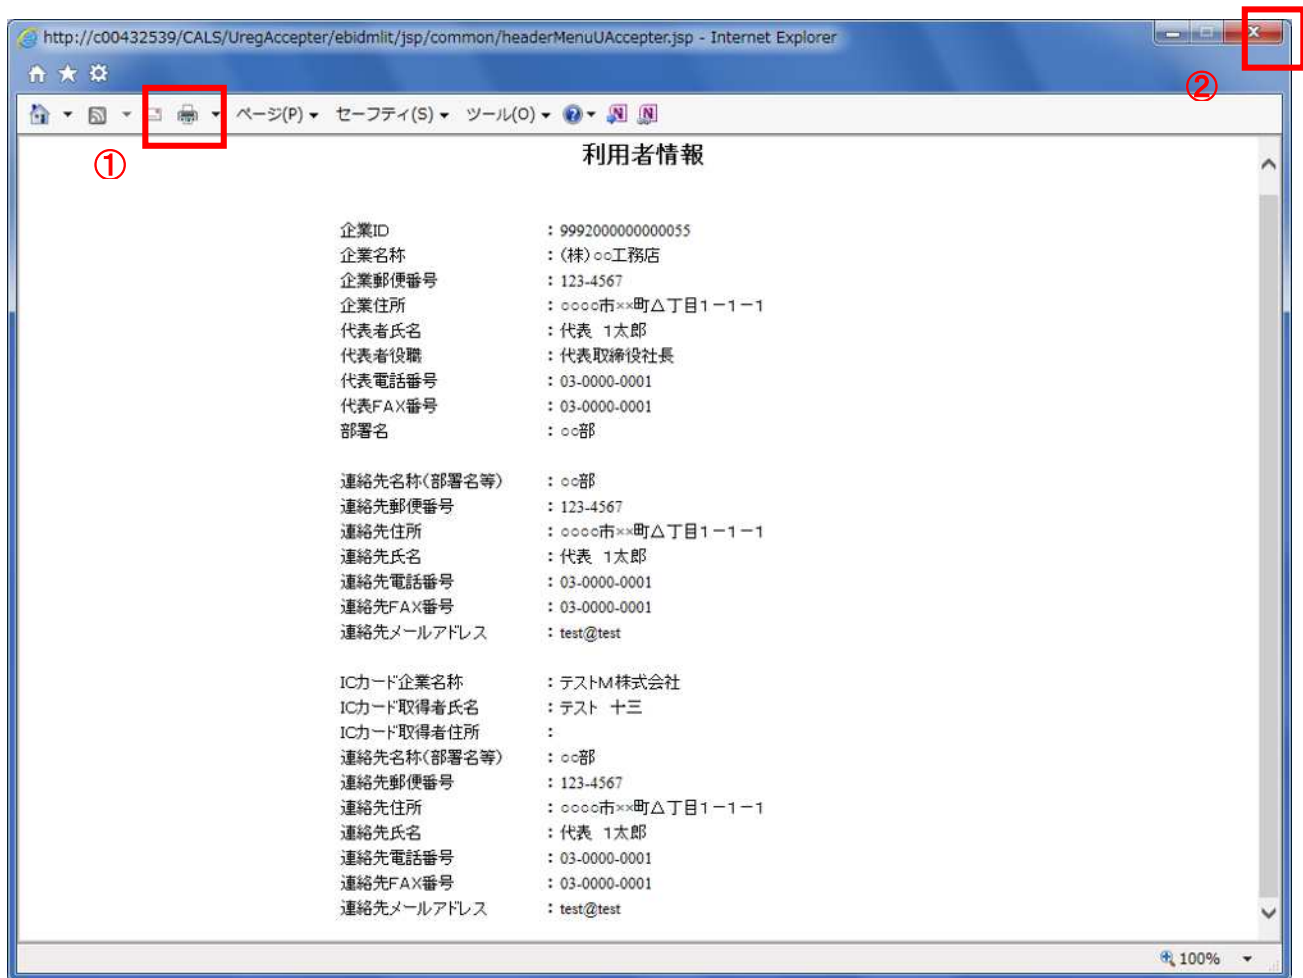 http://c00432539/CALS/UregAccepter/ebidmlit/jsp/common/headerMenuUAccepter.jsp - Internet Explorer
②
ページ(P) セーフティ(S) ツール(O)
①
利用者情報
企業ID : 9992000000000055
企業名称 : (株)○○工務店
企業郵便番号 : 123-4567
企業住所 : ○○○○市××町△丁目1-1-1
代表者氏名 : 代表 1太郎
代表者役職 : 代表取締役社長
代表電話番号 : 03-0000-0001
代表FAX番号 : 03-0000-0001
部署名 : ○○部
連絡先名称(部署名等) : ○○部
連絡先郵便番号 : 123-4567
連絡先住所 : ○○○○市××町△丁目1-1-1
連絡先氏名 : 代表 1太郎
連絡先電話番号 : 03-0000-0001
連絡先FAX番号 : 03-0000-0001
連絡先メールアドレス : test@test
ICカード企業名称 : テストM株式会社
ICカード取得者氏名 : テスト 十三
ICカード取得者住所 :
連絡先名称(部署名等) : ○○部
連絡先郵便番号 : 123-4567
連絡先住所 : ○○○○市××町△丁目1-1-1
連絡先氏名 : 代表 1太郎
連絡先電話番号 : 03-0000-0001
連絡先FAX番号 : 03-0000-0001
連絡先メールアドレス : test@test
100%